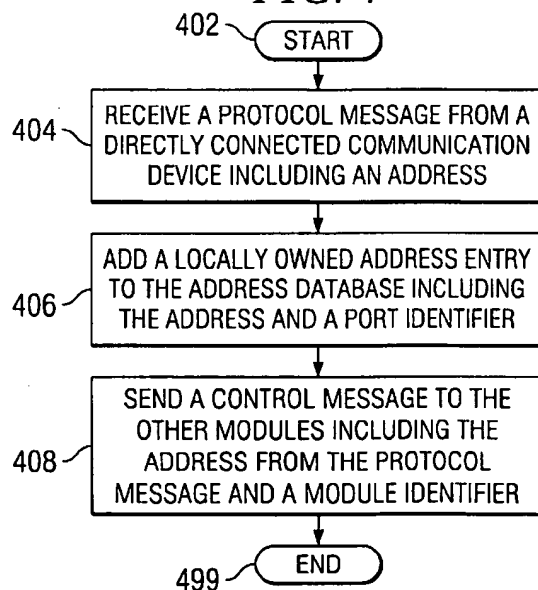 402
START
404
RECEIVE A PROTOCOL MESSAGE FROM A
DIRECTLY CONNECTED COMMUNICATION
DEVICE INCLUDING AN ADDRESS
406
ADD A LOCALLY OWNED ADDRESS ENTRY
TO THE ADDRESS DATABASE INCLUDING
THE ADDRESS AND A PORT IDENTIFIER
408
SEND A CONTROL MESSAGE TO THE
OTHER MODULES INCLUDING THE
ADDRESS FROM THE PROTOCOL
MESSAGE AND A MODULE IDENTIFIER
499
END